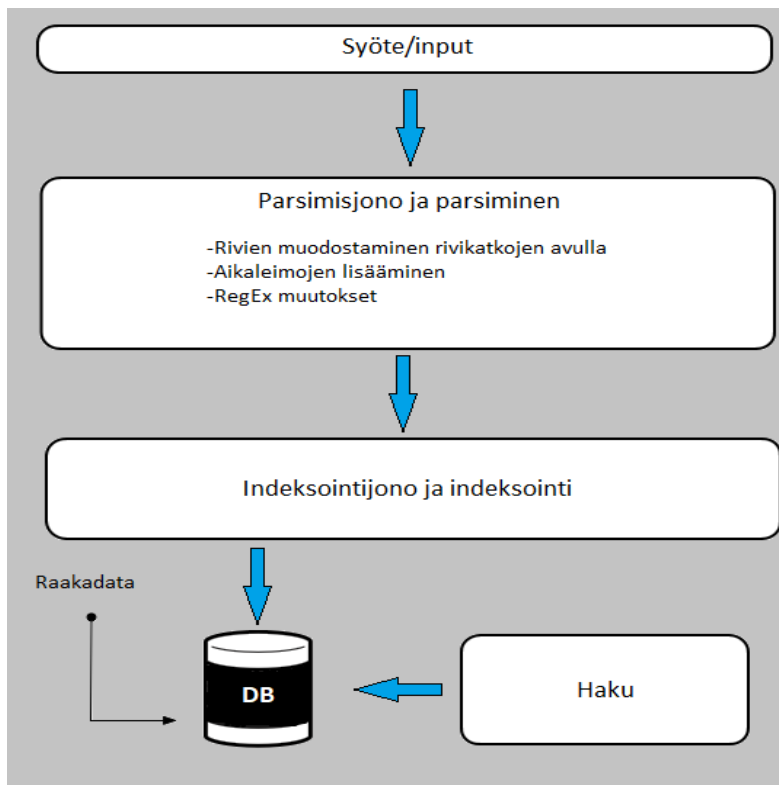 Syöte/input
Parsimisjono ja parsiminen
-Rivien muodostaminen rivikatkojen avulla
-Aikaleimojen lisääminen
-RegEx muutokset
Indeksointijono ja indeksointi
Raakadata
DB
Haku